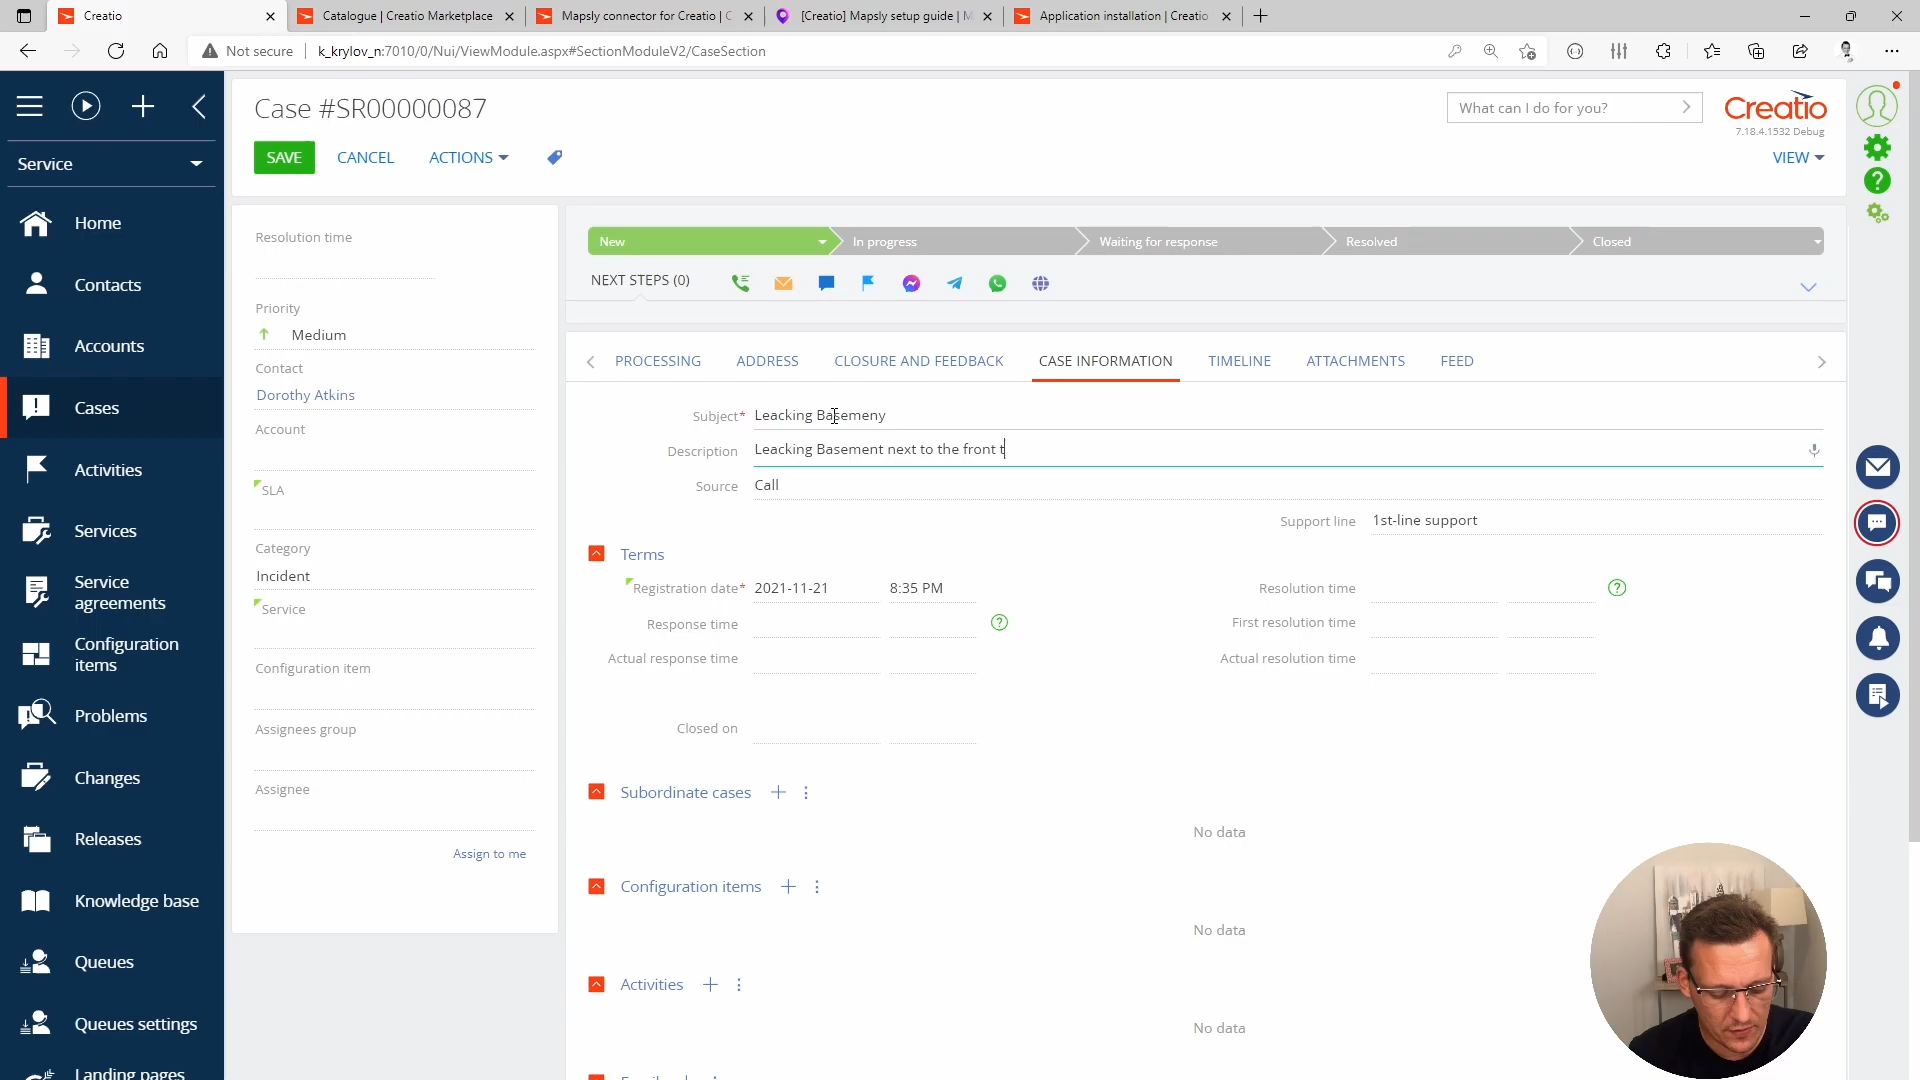 Creatio
Catalogue | Creatio Marketplace
Mapsly connector for Creatio | C
[Creatio] Mapsly setup guide | M
Application installation | Creatio
Not secure
k_krylov_n:7010/0/Nui/ViewModule.aspx#SectionModuleV2/CaseSection
Case #SR00000087
What can I do for you?
Creatio
7.18.4.1532 Debug
SAVE
CANCEL
ACTIONS
VIEW
Service
Home
Contacts
Accounts
Cases
Activities
Services
Service
agreements
Configuration
items
Problems
Changes
Releases
Knowledge base
Queues
Queues settings
Landing pages
Resolution time
Priority
Medium
Contact
Dorothy Atkins
Account
SLA
Category
Incident
Service
Configuration item
Assignees group
Assignee
Assign to me
New
In progress
Waiting for response
Resolved
Closed
NEXT STEPS (0)
PROCESSING
ADDRESS
CLOSURE AND FEEDBACK
CASE INFORMATION
TIMELINE
ATTACHMENTS
FEED
Subject* Leacking Basemeny
Description Leacking Basement next to the front t
Source Call
Support line 1st-line support
Terms
Registration date* 2021-11-21 8:35 PM
Resolution time
Response time
First resolution time
Actual response time
Actual resolution time
Closed on
Subordinate cases
No data
Configuration items
No data
Activities
No data